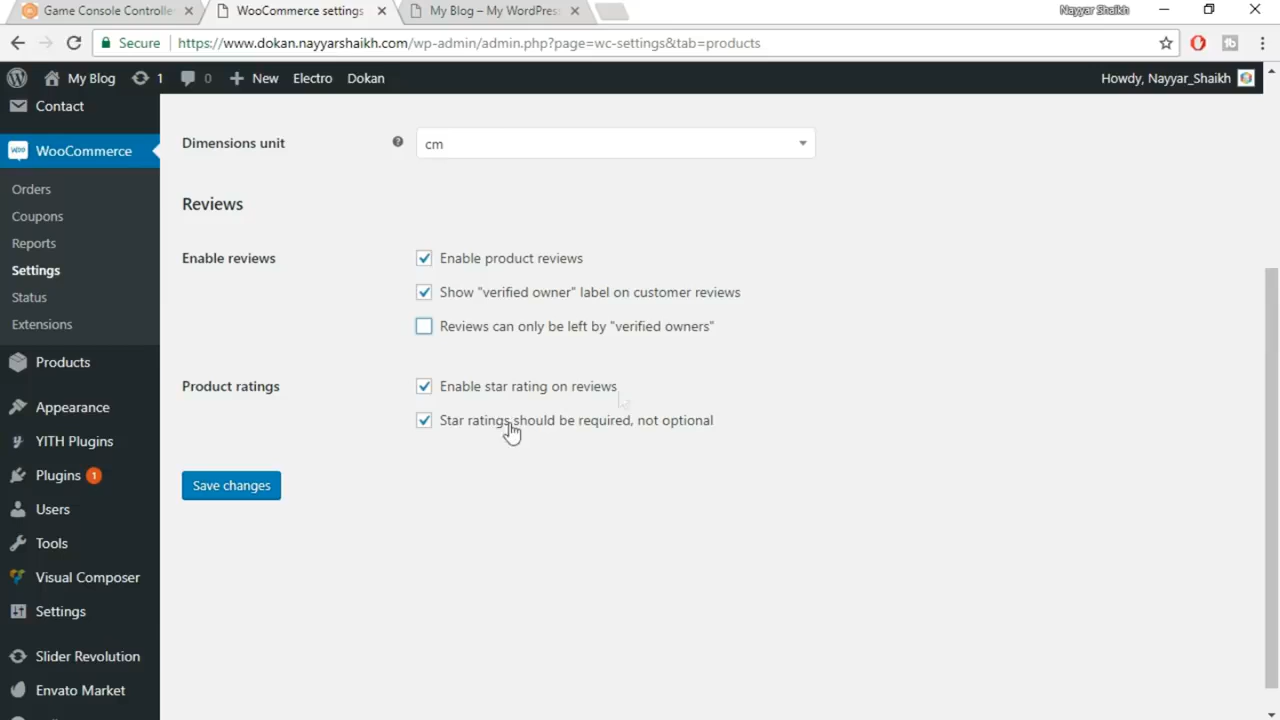 Game Console Controlle
WooCommerce settings
My Blog – My WordPres
Nayyar Shaikh
Secure
https://www.dokan.nayyarshaikh.com/wp-admin/admin.php?page=wc-settings&tab=products
My Blog
1
0
New
Electro
Dokan
Howdy, Nayyar_Shaikh
Contact
WooCommerce
Orders
Coupons
Reports
Settings
Status
Extensions
Products
Appearance
YITH Plugins
Plugins 1
Users
Tools
Visual Composer
Settings
Slider Revolution
Envato Market
Dimensions unit
cm
Reviews
Enable reviews
Enable product reviews
Show "verified owner" label on customer reviews
Reviews can only be left by "verified owners"
Product ratings
Enable star rating on reviews
Star ratings should be required, not optional
Save changes